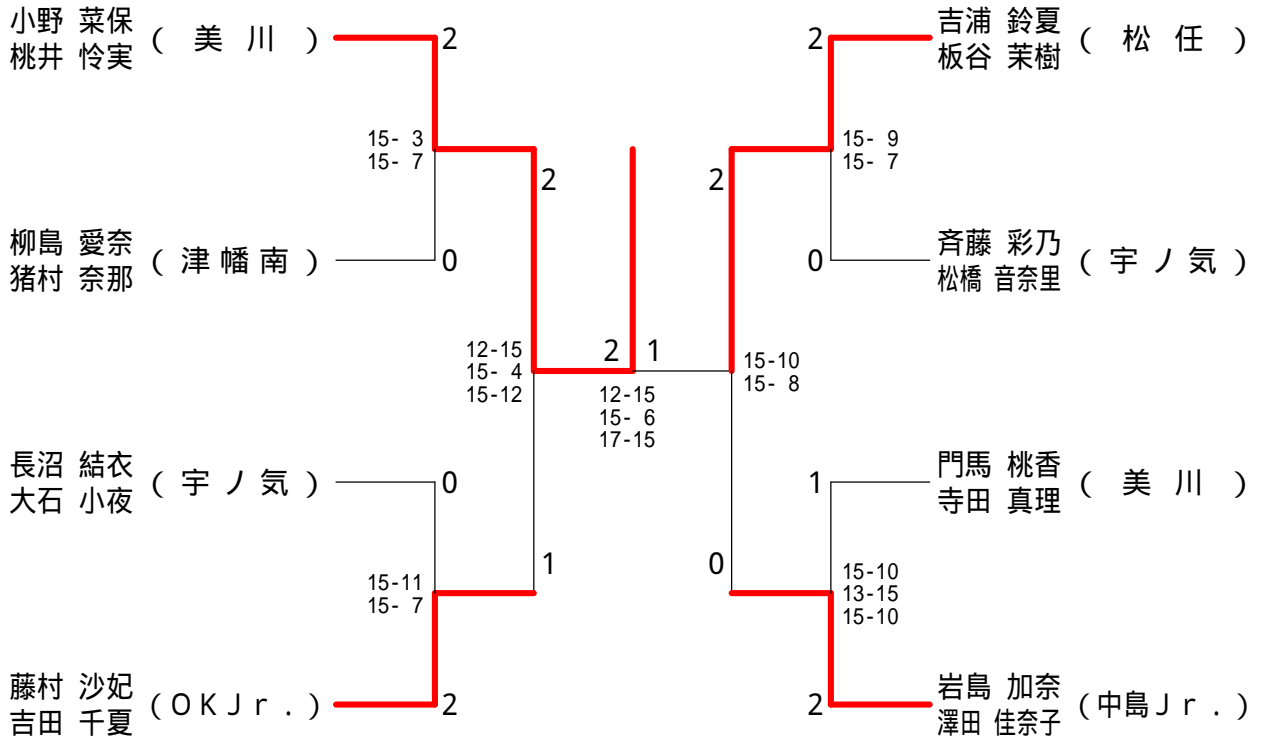 小野 菜保
桃井 怜実
( 美 川 )
2
15- 3
15- 7
柳島 愛奈
猪村 奈那
( 津 幡 南 )
0
2
12-15
15- 4
15-12
長沼 結衣
大石 小夜
( 宇 ノ 気 )
0
15-11
15- 7
1
藤村 沙妃
吉田 千夏
( O K J r . )
2
2 1
12-15
15- 6
17-15
吉浦 鈴夏
板谷 茉樹
( 松 任 )
2
15- 9
15- 7
斉藤 彩乃
松橋 音奈里
( 宇 ノ 気 )
0
2
15-10
15- 8
門馬 桃香
寺田 真理
( 美 川 )
1
15-10
13-15
15-10
0
岩島 加奈
澤田 佳奈子
( 中島 J r . )
2